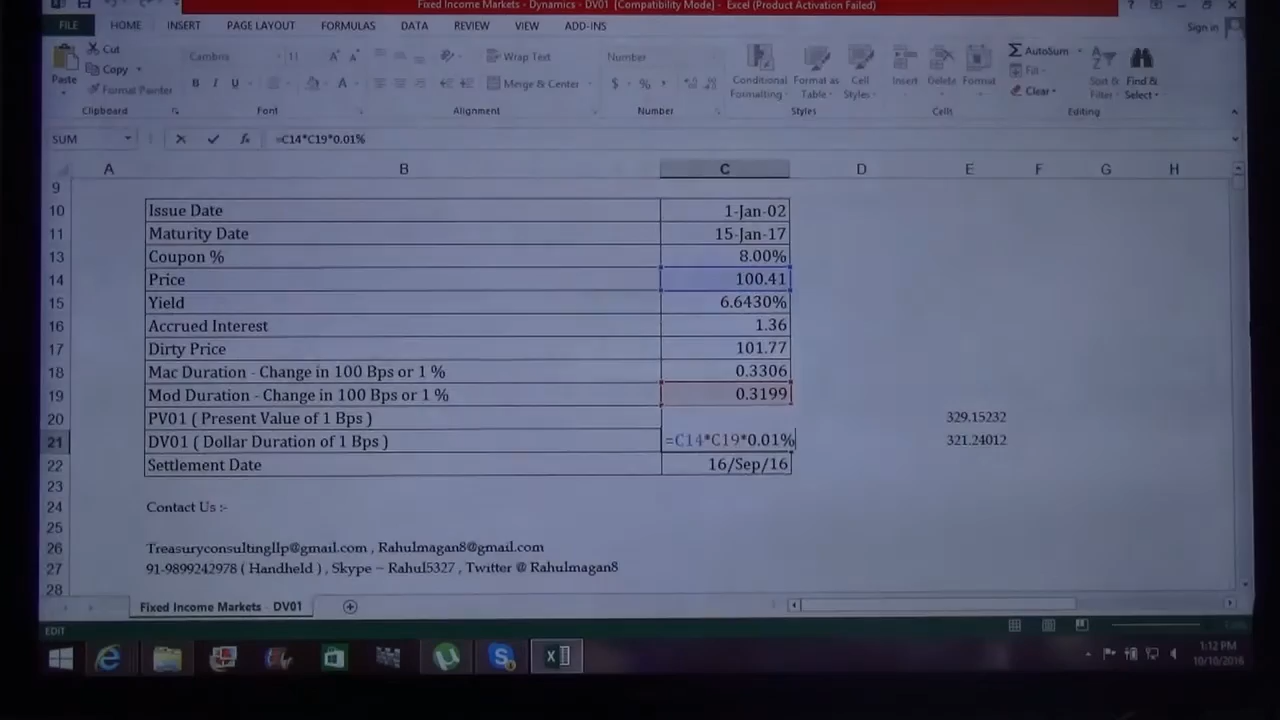 Fixed Income Markets - Dynamics - DV01 [Compatibility Mode] - Excel (Product Activation Failed)
FILE HOME INSERT PAGE LAYOUT FORMULAS DATA REVIEW VIEW ADD-INS Sign in
Cut
Copy
Format Painter
Paste
Cambria 11
B I U
Wrap Text
Merge & Center
Number
$ % ,
Conditional Formatting
Format as Table
Cell Styles
Insert Delete Format
AutoSum
Fill
Clear
Sort & Filter
Find & Select
Clipboard Font Alignment Number Styles Cells Editing
SUM =C14*C19*0.01%
A B C D E F G H
9
10 Issue Date 1-Jan-02
11 Maturity Date 15-Jan-17
13 Coupon % 8.00%
14 Price 100.41
15 Yield 6.6430%
16 Accrued Interest 1.36
17 Dirty Price 101.77
18 Mac Duration - Change in 100 Bps or 1 % 0.3306
19 Mod Duration - Change in 100 Bps or 1 % 0.3199
20 PV01 ( Present Value of 1 Bps ) 329.15232
21 DV01 ( Dollar Duration of 1 Bps ) =C14*C19*0.01% 321.24012
22 Settlement Date 16/Sep/16
23
24 Contact Us :-
25
26 Treasuryconsultingllp@gmail.com , Rahulmagan8@gmail.com
27 91-9899242978 ( Handheld ) , Skype – Rahul5327 , Twitter @ Rahulmagan8
28
Fixed Income Markets - DV01
EDIT
1:12 PM
10/16/2016